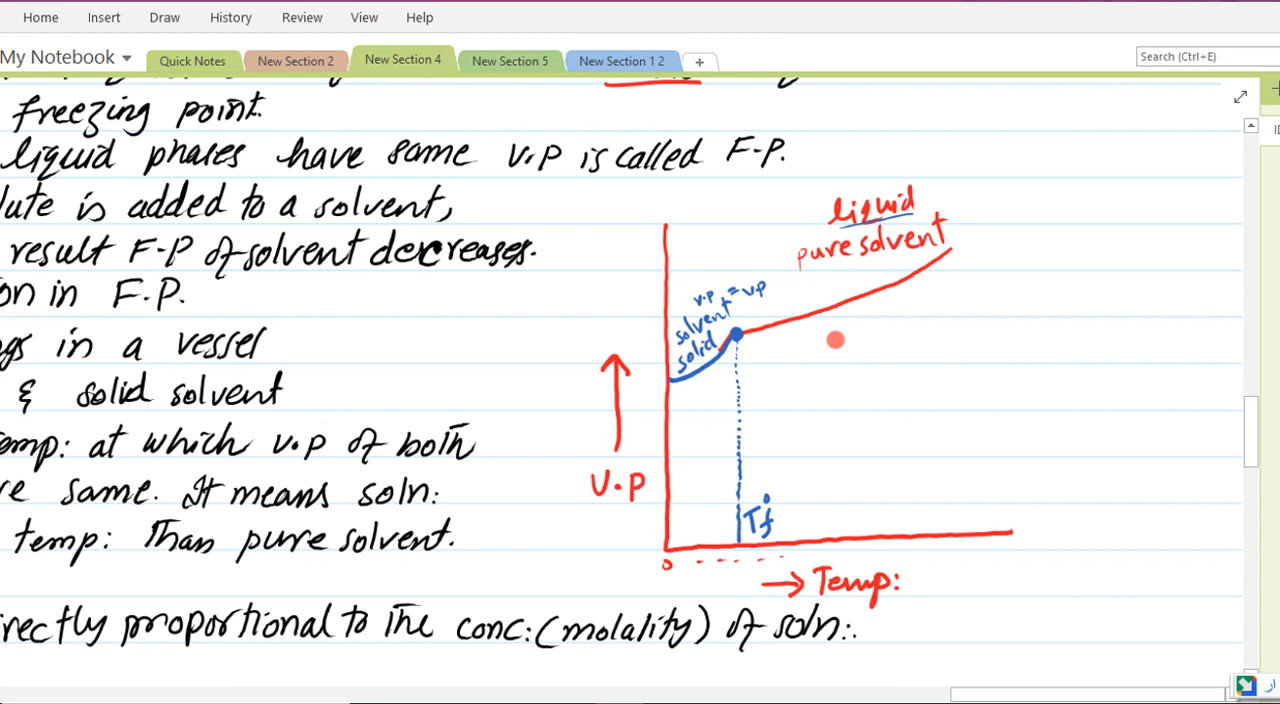 Home Insert Draw History Review View Help
My Notebook
Quick Notes New Section 4 New Section 2 New Section 5 New Section 1 2 +
Search (Ctrl+E)
freezing point.
liquid phases have same V.P is called F-P.
lute is added to a solvent,
result F-P of solvent decreases.
on in F.P.
gs in a vessel
& solid solvent
emp: at which V.P of both
re same. It means soln:
temp: Than pure solvent.
rectly proportional to the conc:(molality) of soln:.
liquid
pure solvent
V.P = VP
solvent
solid
V.P
Tf°
o
→ Temp:
ار